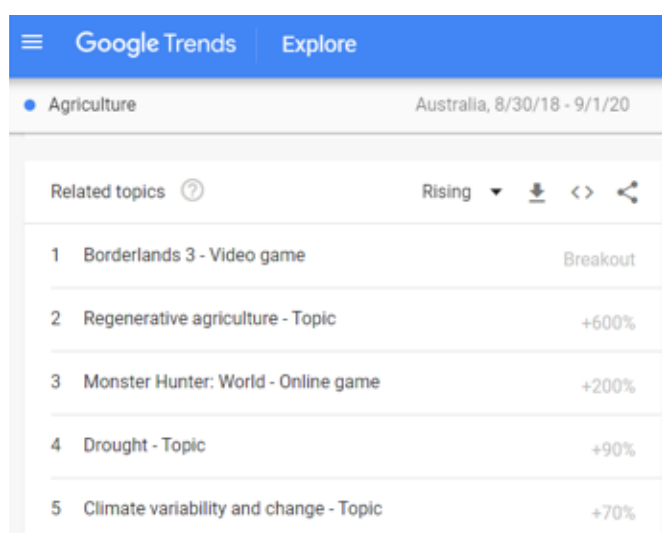 Google Trends Explore
Agriculture Australia, 8/30/18 - 9/1/20
Related topics ? Rising
1 Borderlands 3 - Video game Breakout
2 Regenerative agriculture - Topic +600%
3 Monster Hunter: World - Online game +200%
4 Drought - Topic +90%
5 Climate variability and change - Topic +70%